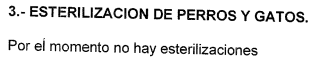 3.- ESTERILIZACION DE PERROS Y GATOS.
Por el momento no hay esterilizaciones